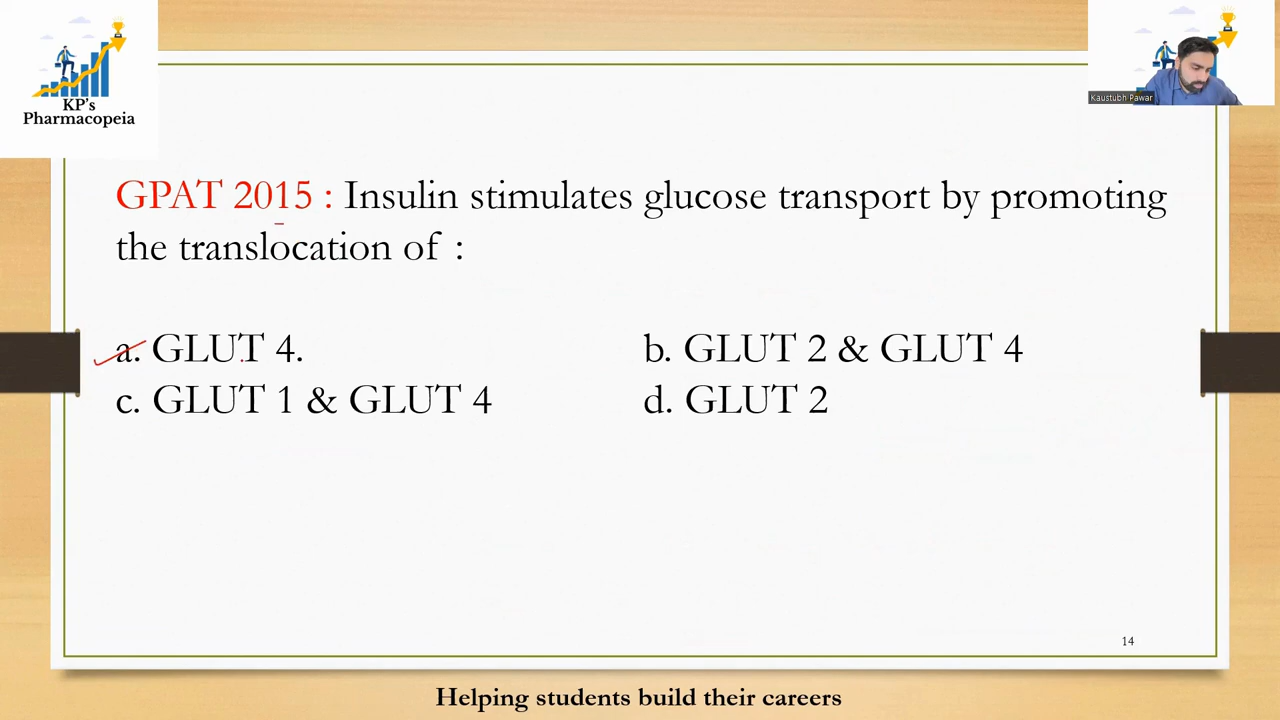 KP's
Pharmacopeia
Kaustubh Pawar
GPAT 2015 : Insulin stimulates glucose transport by promoting
the translocation of :
a. GLUT 4.
b. GLUT 2 & GLUT 4
c. GLUT 1 & GLUT 4
d. GLUT 2
14
Helping students build their careers